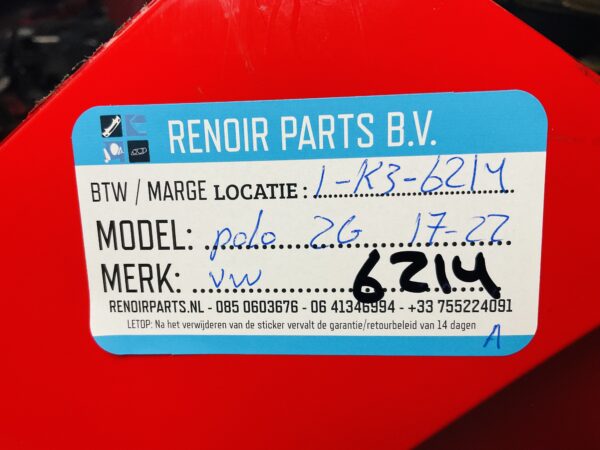 RENOIR PARTS B.V.
BTW / MARGE LOCATIE : 1-K3-6214
MODEL: polo 2G 17-22
MERK: vw 6214
RENOIRPARTS.NL - 085 0603676 - 06 41346994 - +33 755224091
LETOP: Na het verwijderen van de sticker vervalt de garantie/retourbeleid van 14 dagen
A